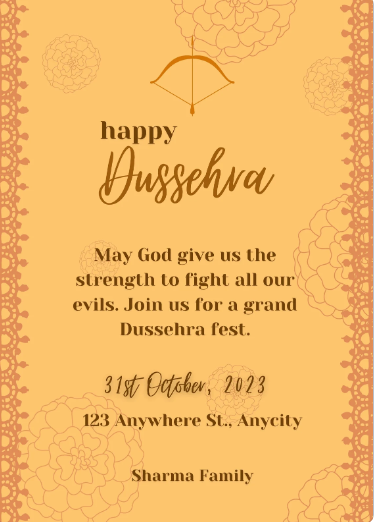 happy
Dussehra
May God give us the
strength to fight all our
evils. Join us for a grand
Dussehra fest.
31st October, 2023
123 Anywhere St., Anycity
Sharma Family